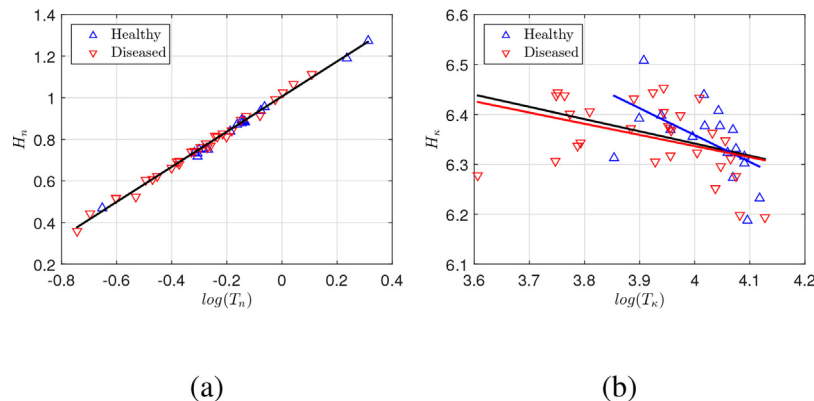 1.4
1.2
1
0.8
0.6
0.4
0.2
H_n
Healthy
Diseased
-0.8
-0.6
-0.4
-0.2
0
0.2
0.4
log(T_n)
6.6
6.5
6.4
6.3
6.2
6.1
H_κ
Healthy
Diseased
3.6
3.7
3.8
3.9
4
4.1
4.2
log(T_κ)
(a)
(b)